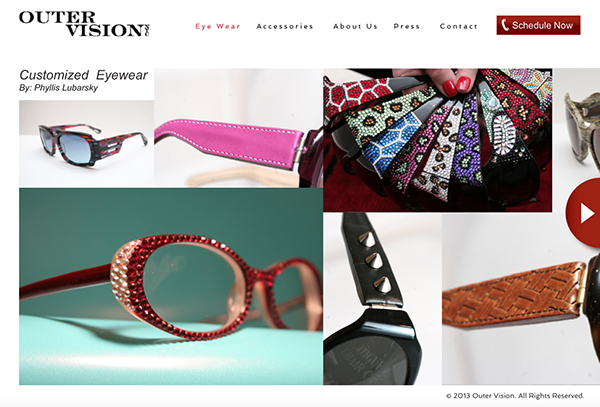 OUTER
VISION
Eye Wear
Accessories
About Us
Press
Contact
Schedule Now
Customized Eyewear
By: Phyllis Lubarsky
© 2013 Outer Vision. All Rights Reserved.